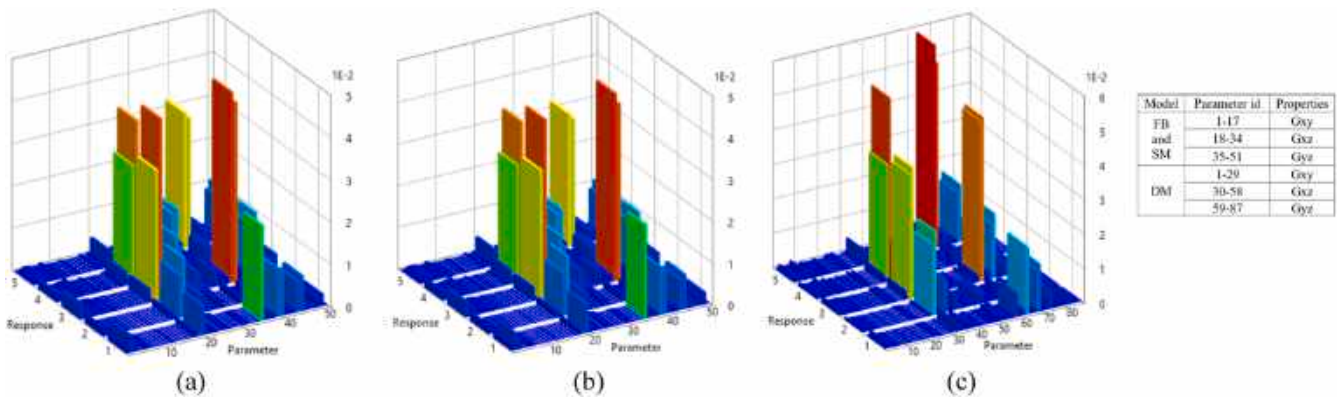 1E-2
5
4
3
2
1
0
5
4
3
2
1
Response
10
20
30
40
50
Parameter
(a)
1E-2
5
4
3
2
1
0
5
4
3
2
1
Response
10
20
30
40
50
Parameter
(b)
1E-2
6
5
4
3
2
1
0
5
4
3
2
1
Response
10
20
30
40
50
60
70
80
Parameter
(c)
Model Parameter id Properties
FB and SM
1-17 Gxy
18-34 Gxz
35-51 Gyz
DM
1-29 Gxy
30-58 Gxz
59-87 Gyz